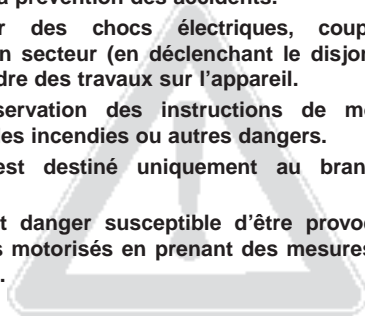 la prévention des accidents.
r des chocs électriques, coup
n secteur (en déclenchant le disjon
dre des travaux sur l'appareil.
servation des instructions de m
es incendies ou autres dangers.
est destiné uniquement au bran
t danger susceptible d'être provo
s motorisés en prenant des mesures
.